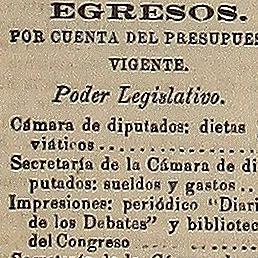 EGRESOS.
POR CUENTA DEL PRESUPUES
VIGENTE.
Poder Legislativo.
Cámara de diputados: dietas
viáticos..........
Secretaría de la Cámara de di
putados: sueldos y gastos..
Impresiones: periódico "Diari
de los Debates" y bibliotec
del Congreso ..........